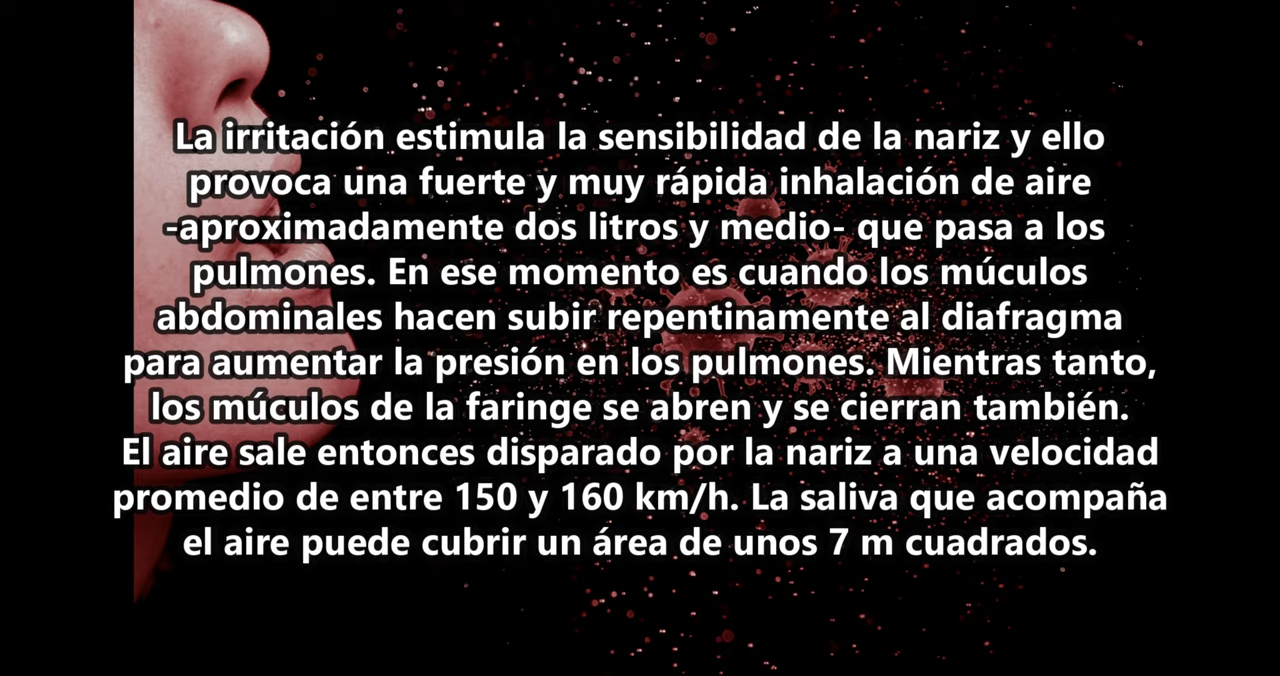 La irritación estimula la sensibilidad de la nariz y ello
provoca una fuerte y muy rápida inhalación de aire
-aproximadamente dos litros y medio- que pasa a los
pulmones. En ese momento es cuando los múculos
abdominales hacen subir repentinamente al diafragma
para aumentar la presión en los pulmones. Mientras tanto,
los múculos de la faringe se abren y se cierran también.
El aire sale entonces disparado por la nariz a una velocidad
promedio de entre 150 y 160 km/h. La saliva que acompaña
el aire puede cubrir un área de unos 7 m cuadrados.